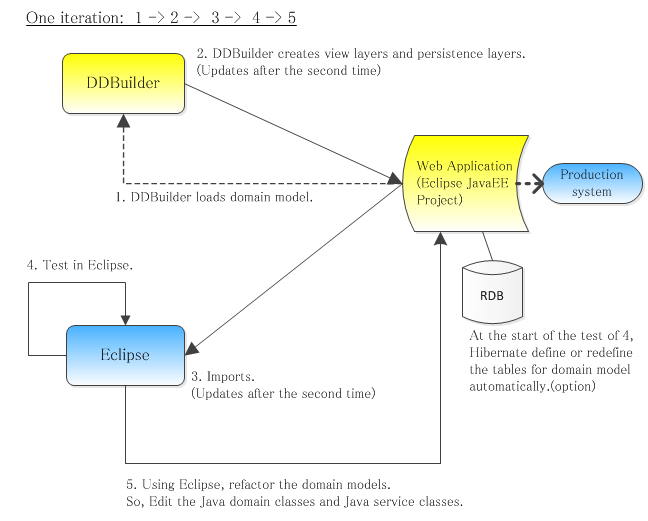 One iteration: 1 -> 2 -> 3 -> 4 -> 5
2. DDBuilder creates view layers and persistence layers.
(Updates after the second time)
DDBuilder
Web Application
(Eclipse JavaEE
Project)
Production
system
1. DDBuilder loads domain model.
4. Test in Eclipse.
RDB
At the start of the test of 4,
Hibernate define or redefine
the tables for domain model
automatically.(option)
Eclipse
3. Imports.
(Updates after the second time)
5. Using Eclipse, refactor the domain models.
So, Edit the Java domain classes and Java service classes.